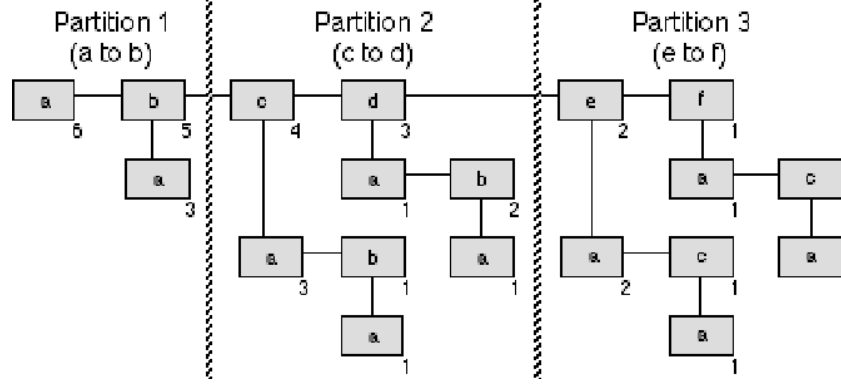 Partition 1 Partition 2 Partition 3
(a to b) (c to d) (e to f)
a b c d e f
6 5 4 3 2 1
a a b a c
3 1 2 1
a b a a c a
3 1 1 2 1
a a
1 1